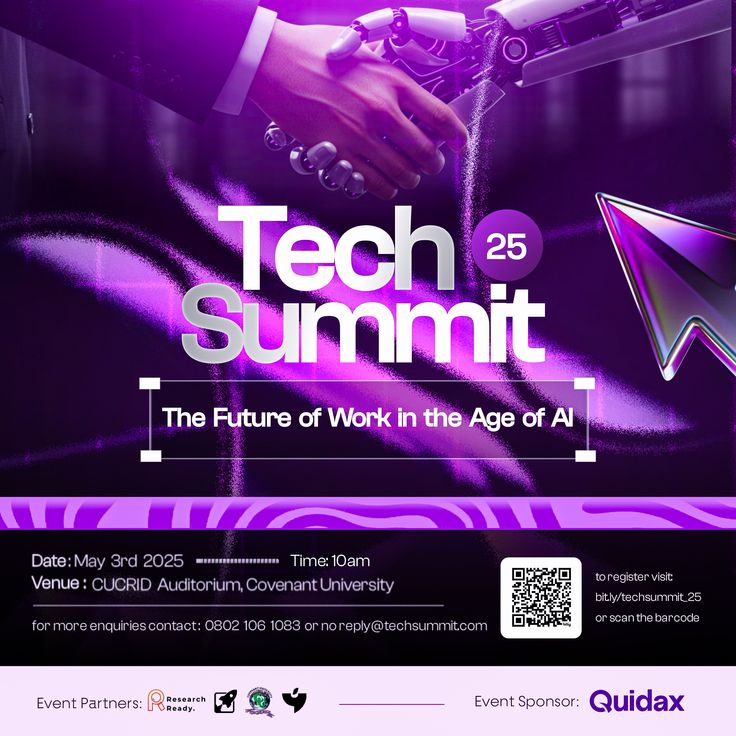 Tech
25
Summit
The Future of Work in the Age of AI
Date: May 3rd 2025
Time: 10am
Venue : CUCRID Auditorium, Covenant University
for more enquiries contact: 0802 106 1083 or no reply@techsummit.com
to register visit
bit.ly/techsummit_25
or scan the barcode
Event Partners:
Research
Ready.
Event Sponsor:
Quidax